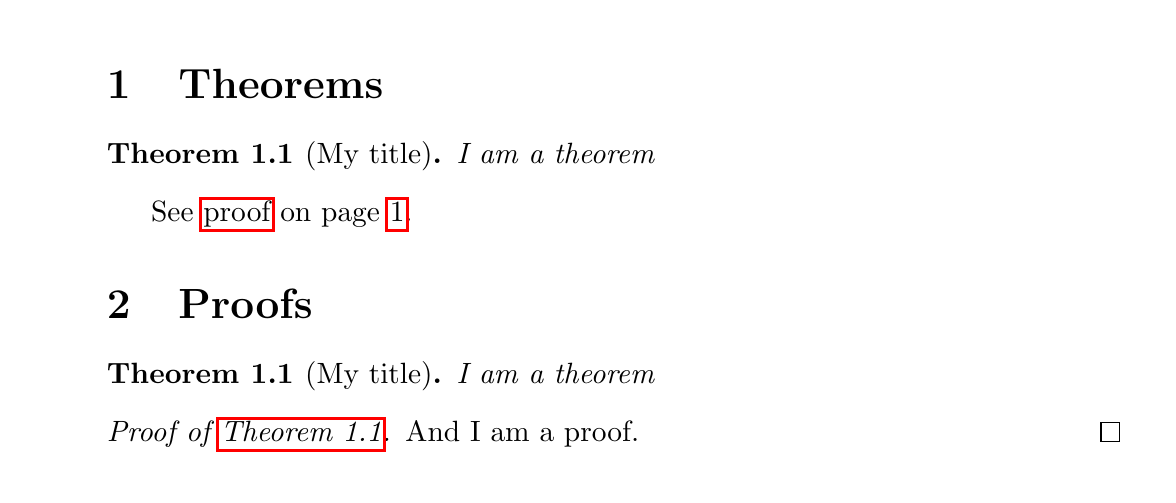 1 Theorems
Theorem 1.1 (My title). I am a theorem
See proof on page 1.
2 Proofs
Theorem 1.1 (My title). I am a theorem
Proof of Theorem 1.1. And I am a proof. □